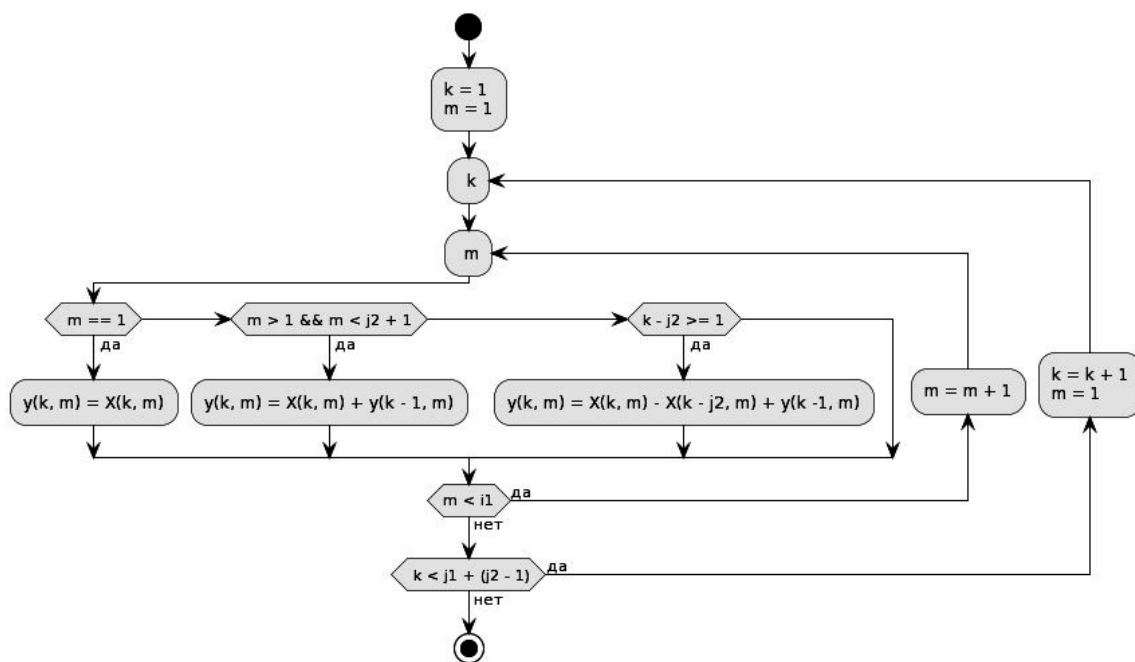 k = 1
m = 1
k
m
m == 1
m > 1 && m < j2 + 1
k - j2 >= 1
да
да
да
y(k, m) = X(k, m)
y(k, m) = X(k, m) + y(k - 1, m)
y(k, m) = X(k, m) - X(k - j2, m) + y(k -1, m)
m = m + 1
k = k + 1
m = 1
m < i1
да
нет
k < j1 + (j2 - 1)
да
нет